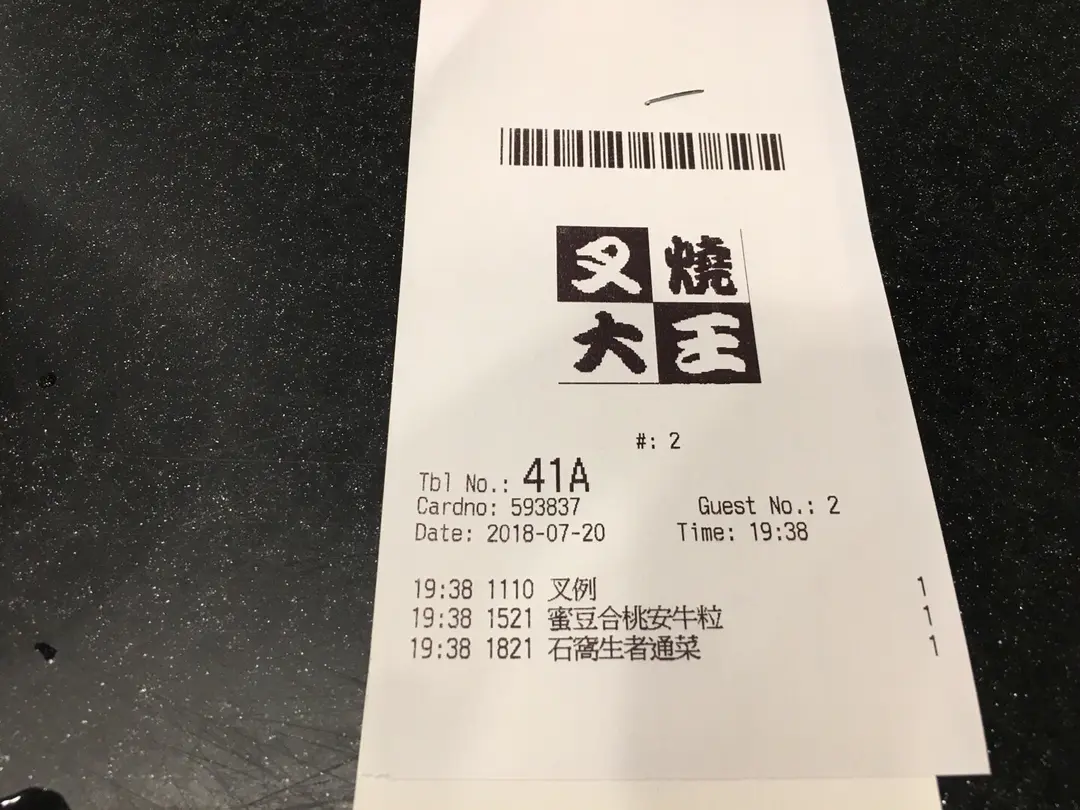 叉燒
大王
#: 2
Tbl No.: 41A
Cardno: 593837 Guest No.: 2
Date: 2018-07-20 Time: 19:38
19:38 1110 叉例 1
19:38 1521 蜜豆合桃安牛粒 1
19:38 1821 石窩生者通菜 1